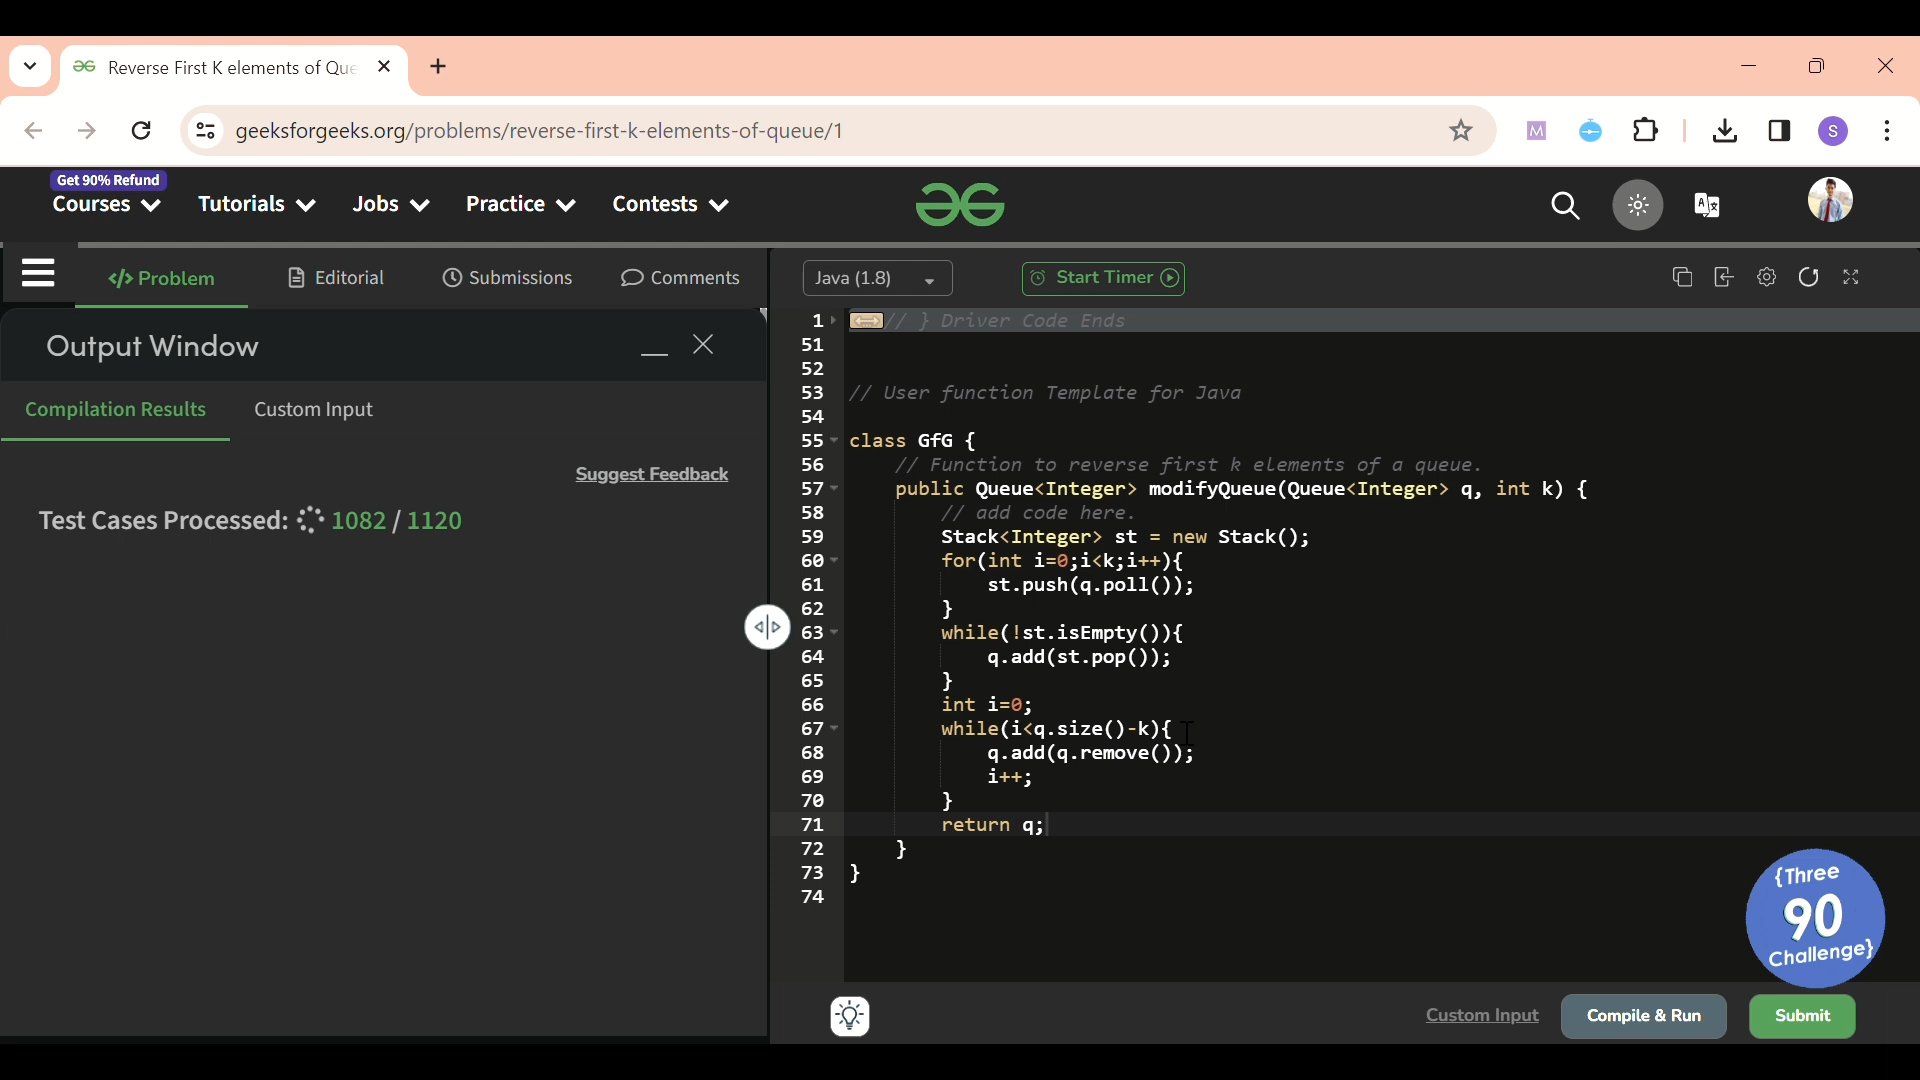 Reverse First K elements of Que
geeksforgeeks.org/problems/reverse-first-k-elements-of-queue/1
M
S
Get 90% Refund
Courses
Tutorials
Jobs
Practice
Contests
</> Problem
Editorial
Submissions
Comments
Java (1.8)
Start Timer
Output Window
Compilation Results
Custom Input
Suggest Feedback
Test Cases Processed: 1082 / 1120
1 // } Driver Code Ends
51
52
53 // User function Template for Java
54
55 class GfG {
56 // Function to reverse first k elements of a queue.
57 public Queue<Integer> modifyQueue(Queue<Integer> q, int k) {
58 // add code here.
59 Stack<Integer> st = new Stack();
60 for(int i=0;i<k;i++){
61 st.push(q.poll());
62 }
63 while(!st.isEmpty()){
64 q.add(st.pop());
65 }
66 int i=0;
67 while(i<q.size()-k){
68 q.add(q.remove());
69 i++;
70 }
71 return q;
72 }
73 }
74
{Three
90
Challenge}
Custom Input
Compile & Run
Submit